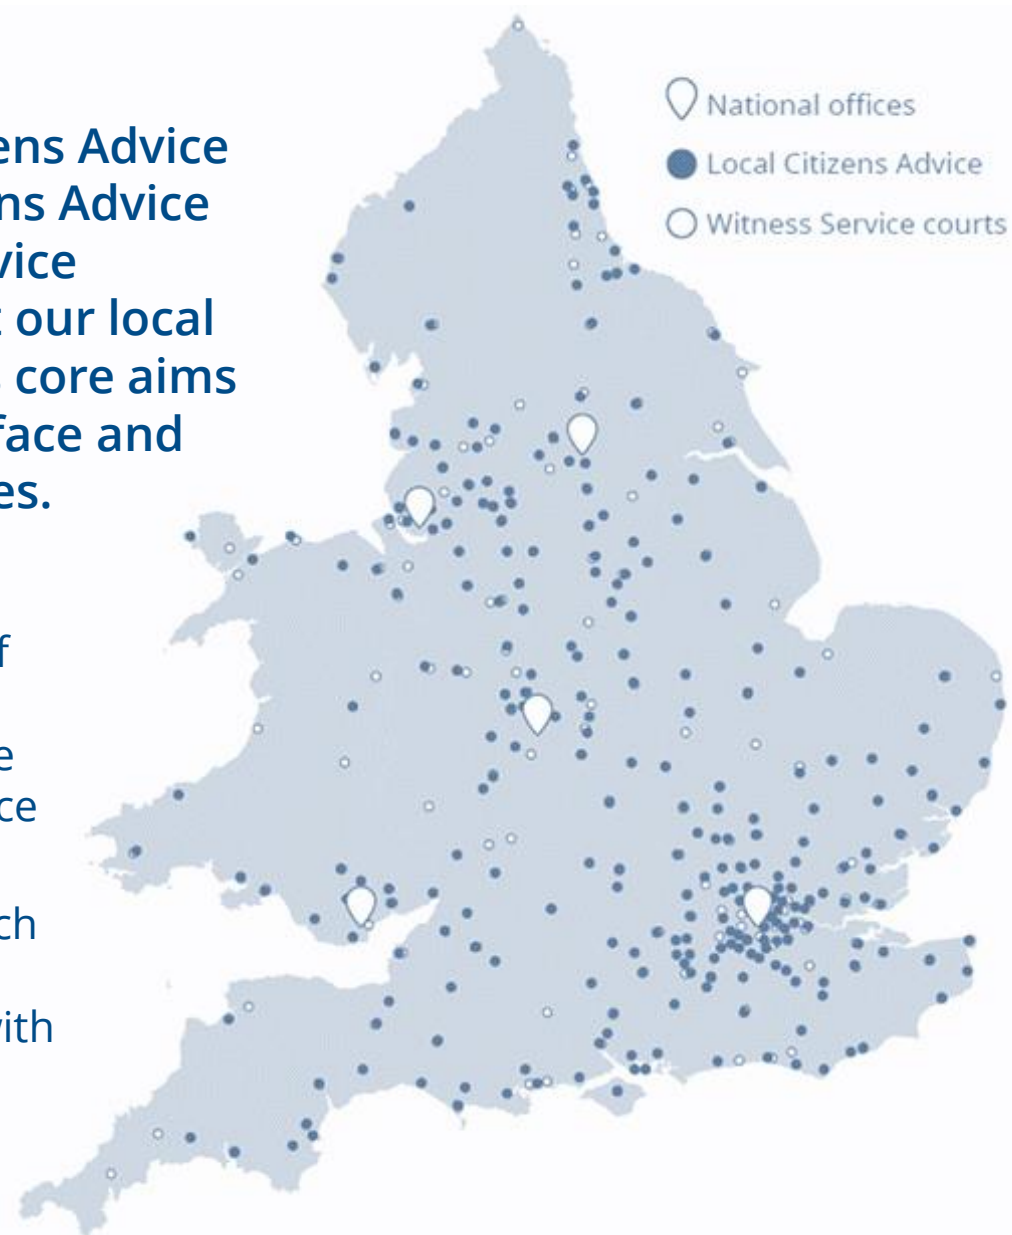 ens Advice
ns Advice
vice
t our local
s core aims
face and
es.
f
e
ce
ch
with
National offices
Local Citizens Advice
Witness Service courts